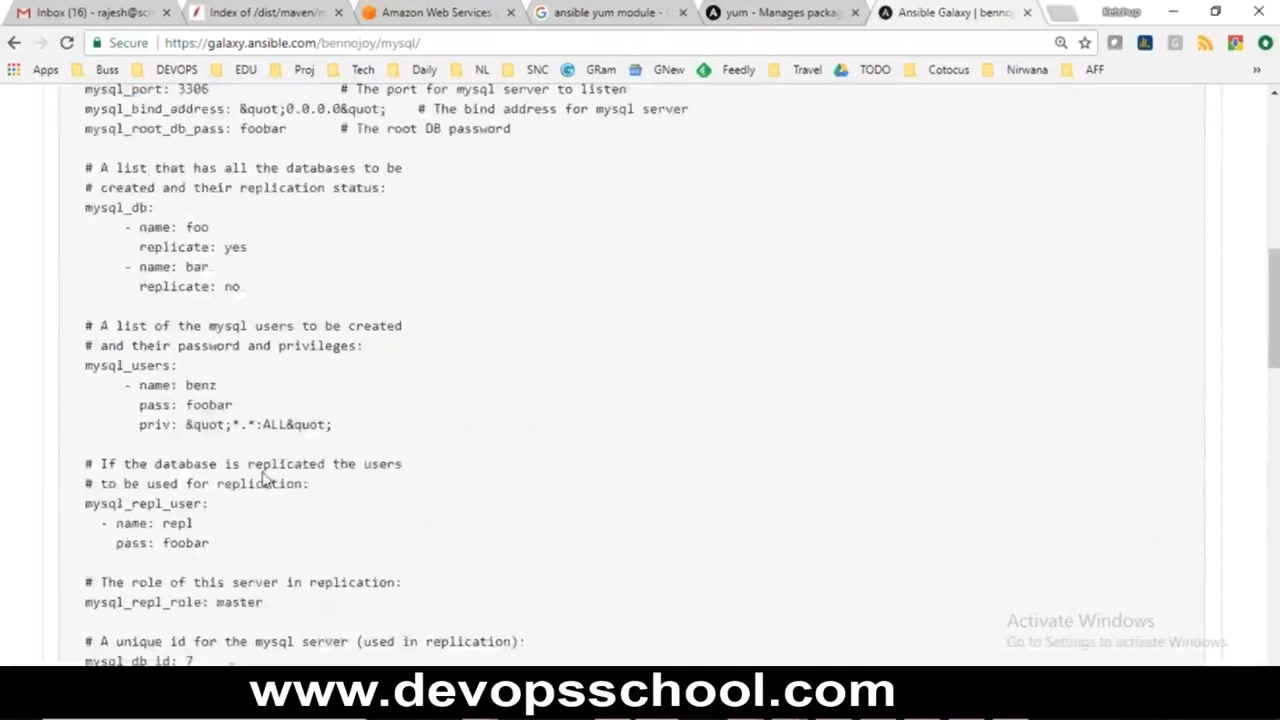 Inbox (16) - rajesh@sc
Index of /dist/maven/m
Amazon Web Services
ansible yum module - G
yum - Manages packa
Ansible Galaxy | benno
Ketchup
Secure
https://galaxy.ansible.com/bennojoy/mysql/
Apps
Buss
DEVOPS
EDU
Proj
Tech
Daily
NL
SNC
GRam
GNew
Feedly
Travel
TODO
Cotocus
Nirwana
AFF
»
mysql_port: 3306 # The port for mysql server to listen
mysql_bind_address: &quot;0.0.0.0&quot; # The bind address for mysql server
mysql_root_db_pass: foobar # The root DB password
# A list that has all the databases to be
# created and their replication status:
mysql_db:
- name: foo
replicate: yes
- name: bar
replicate: no
# A list of the mysql users to be created
# and their password and privileges:
mysql_users:
- name: benz
pass: foobar
priv: &quot;*.*:ALL&quot;
# If the database is replicated the users
# to be used for replication:
mysql_repl_user:
- name: repl
pass: foobar
# The role of this server in replication:
mysql_repl_role: master
# A unique id for the mysql server (used in replication):
mysql_db_id: 7
Activate Windows
Go to Settings to activate Windows.
www.devopsschool.com